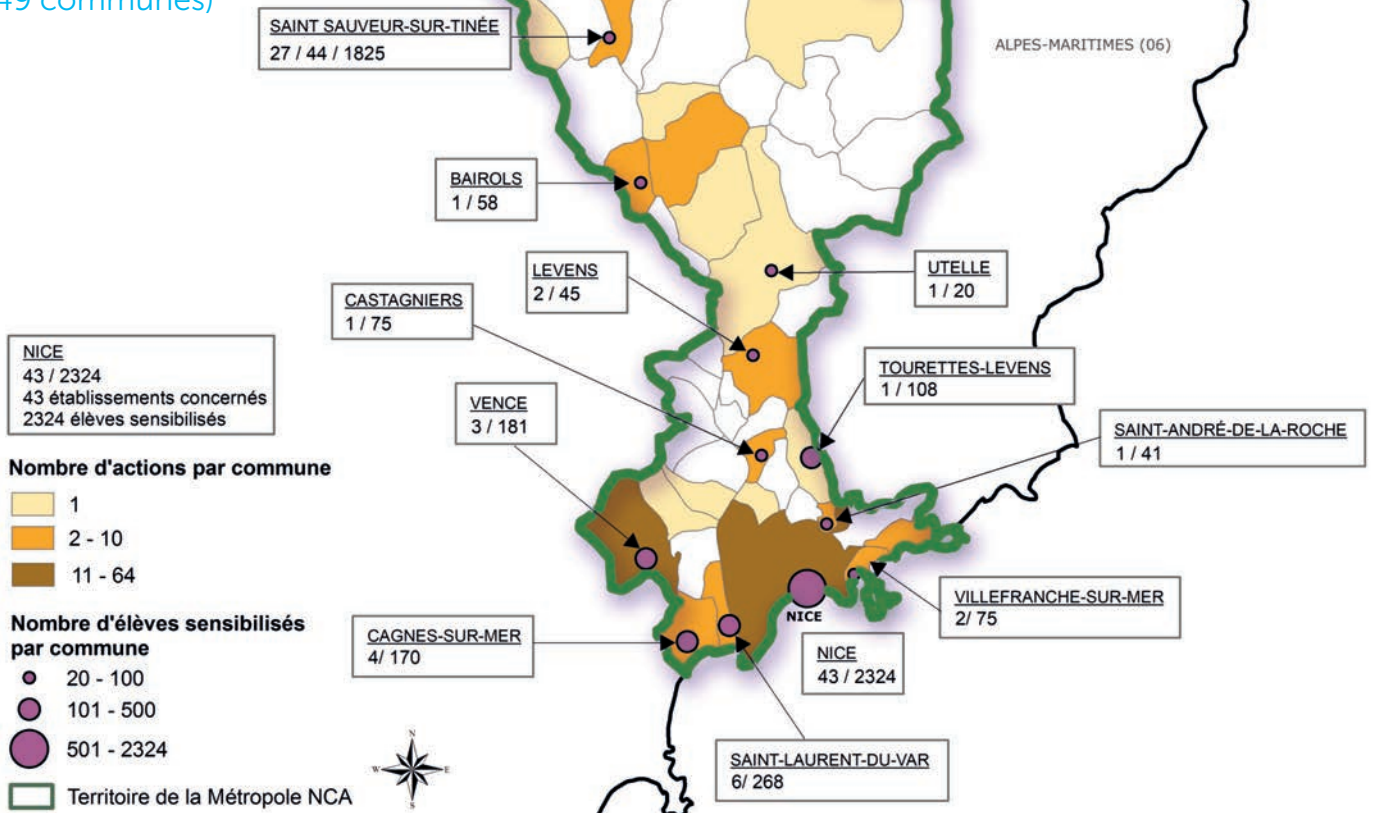 49 communes)
SAINT SAUVEUR-SUR-TINÉE
27 / 44 / 1825
ALPES-MARITIMES (06)
BAIROLS
1 / 58
LEVENS
2 / 45
UTELLE
1 / 20
CASTAGNIERS
1 / 75
NICE
43 / 2324
43 établissements concernés
2324 élèves sensibilisés
TOURETTES-LEVENS
1 / 108
VENCE
3 / 181
SAINT-ANDRÉ-DE-LA-ROCHE
1 / 41
Nombre d'actions par commune
1
2 - 10
11 - 64
VILLEFRANCHE-SUR-MER
2/ 75
NICE
Nombre d'élèves sensibilisés
par commune
20 - 100
101 - 500
501 - 2324
CAGNES-SUR-MER
4/ 170
NICE
43 / 2324
SAINT-LAURENT-DU-VAR
6/ 268
N
W
E
S
Territoire de la Métropole NCA